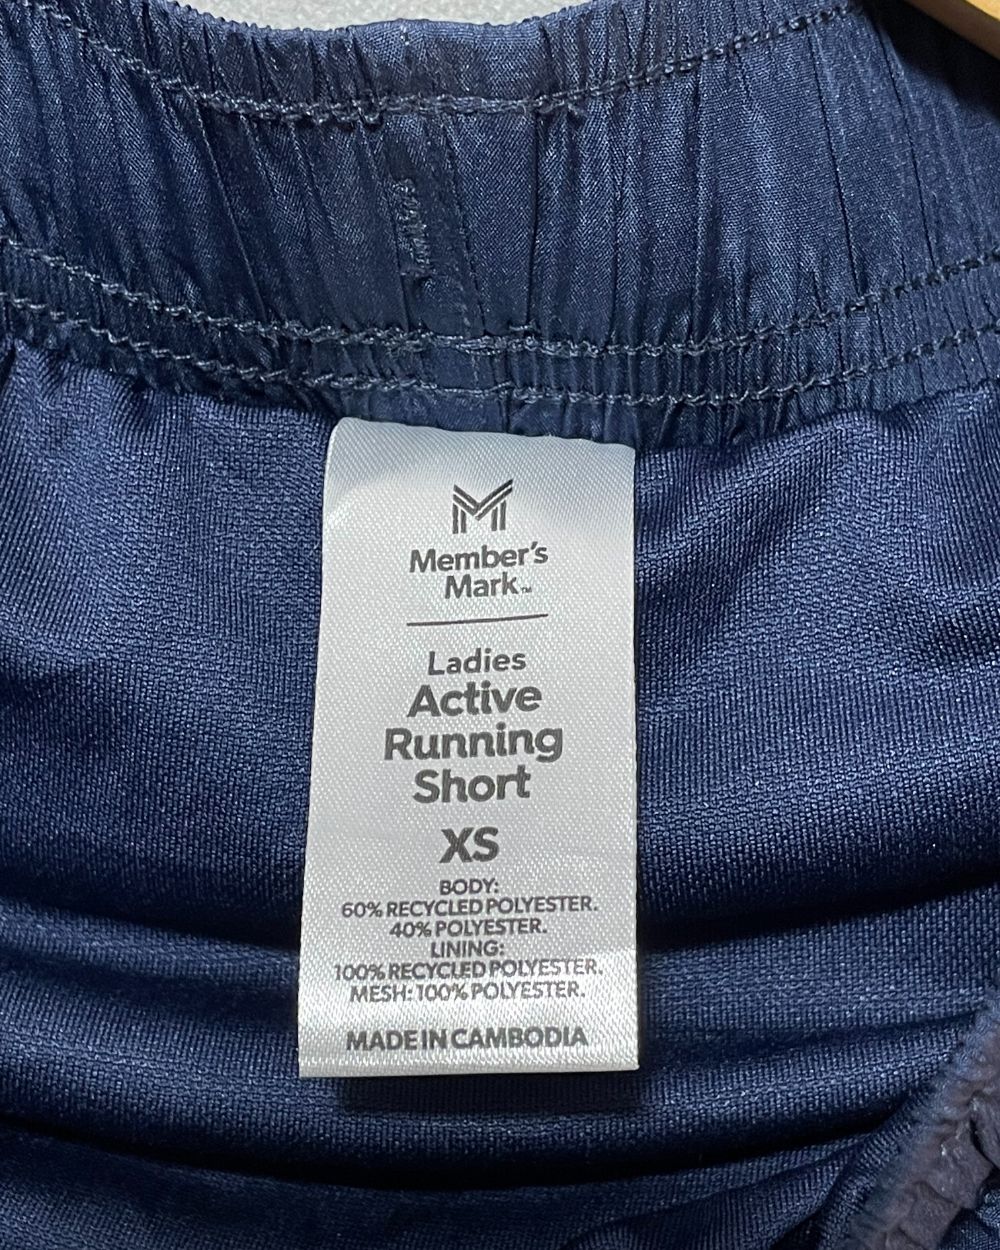 Member's
Mark™
Ladies
Active
Running
Short
XS
BODY:
60% RECYCLED POLYESTER.
40% POLYESTER.
LINING:
100% RECYCLED POLYESTER.
MESH: 100% POLYESTER.
MADE IN CAMBODIA